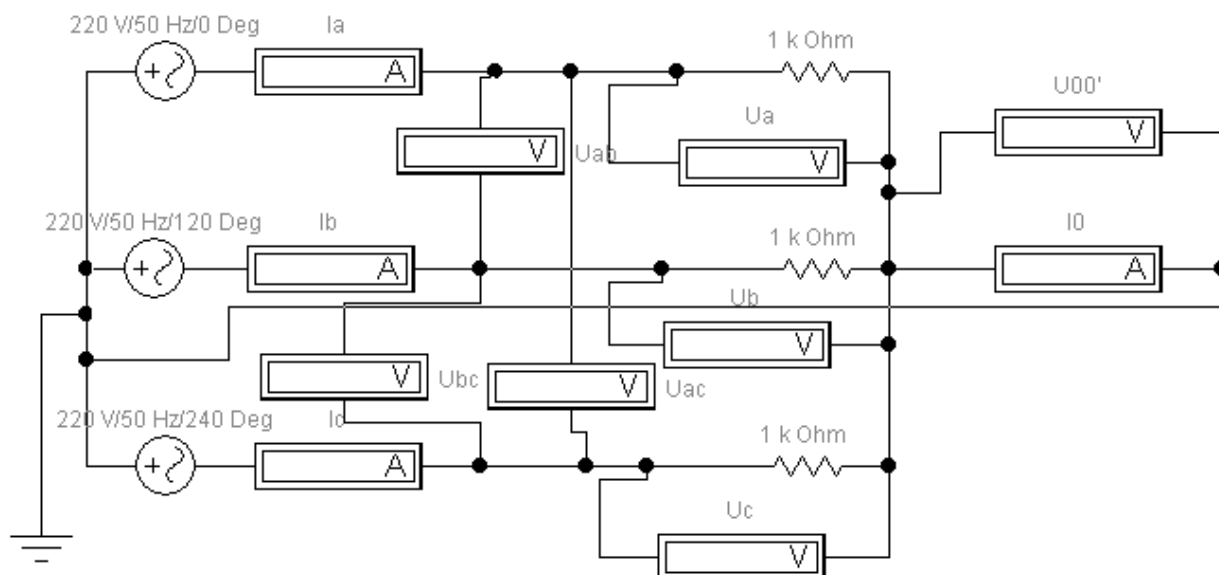 220 V/50 Hz/0 Deg
Ia
1 k Ohm
U00'
A
V
Uab
Ua
V
V
220 V/50 Hz/120 Deg
Ib
1 k Ohm
I0
A
A
Ub
V
V
Ubc
V
Uac
220 V/50 Hz/240 Deg
Ic
1 k Ohm
A
Uc
V